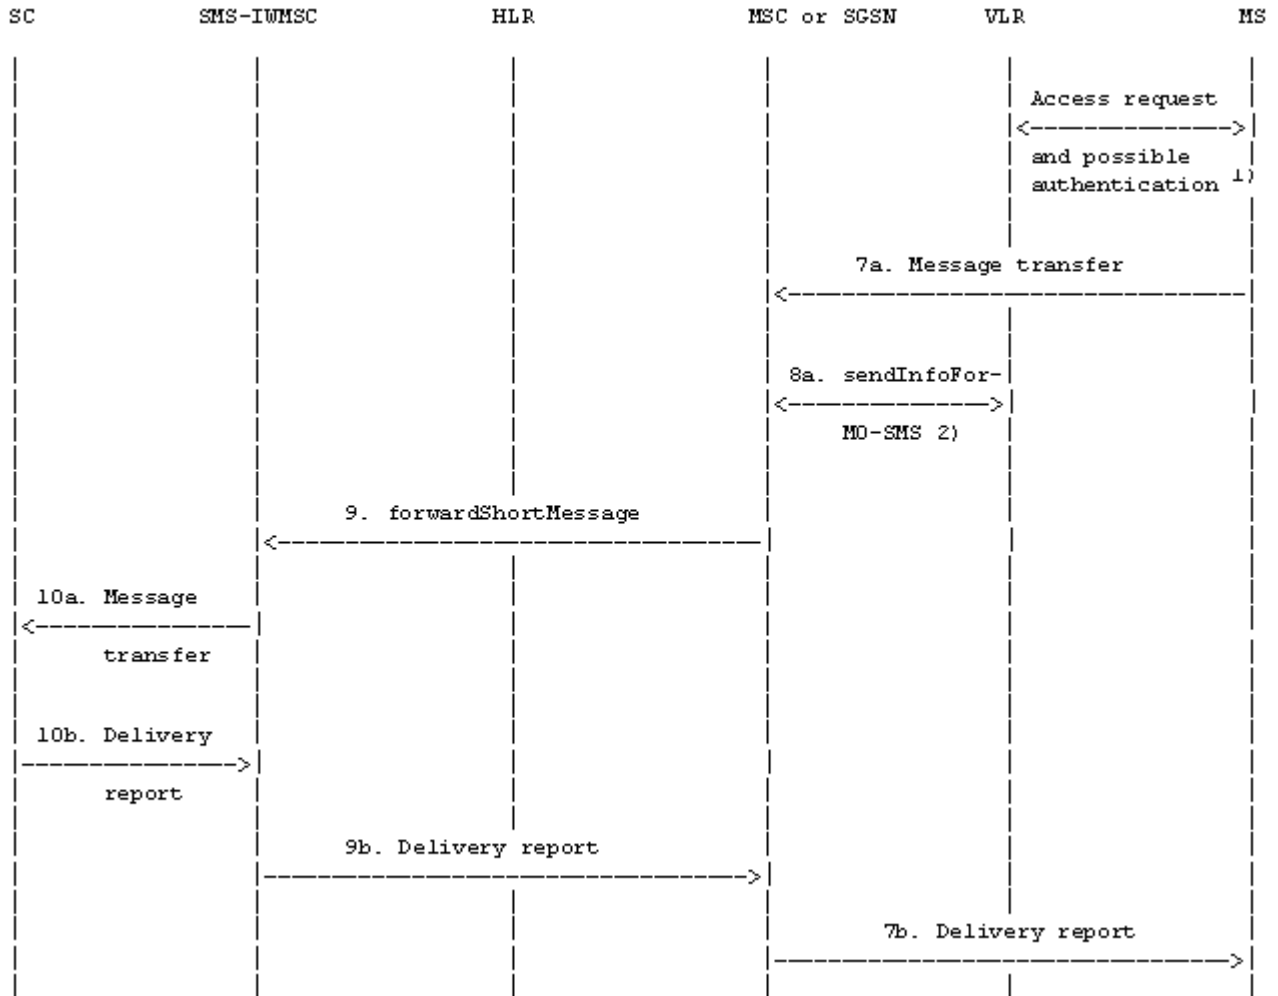 SC SMS-IWMSC HLR MSC or SGSN VLR MS
Access request
and possible
authentication 1)
7a. Message transfer
8a. sendInfoFor-
MO-SMS 2)
9. forwardShortMessage
10a. Message
transfer
10b. Delivery
report
9b. Delivery report
7b. Delivery report